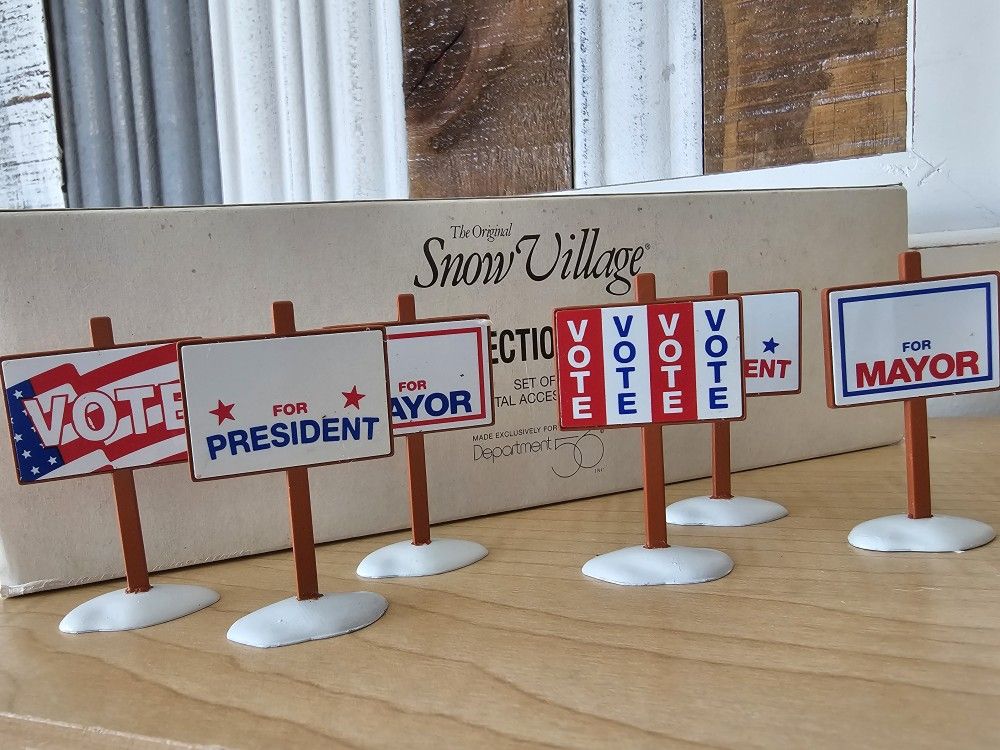 The Original
Snow Village®
ECTIO
SET OF
TAL ACCES
MADE EXCLUSIVELY FOR
Department 56
INC
VOTE
FOR
PRESIDENT
FOR
AYOR
VOTE VOTE VOTE VOTE
ENT
FOR
MAYOR